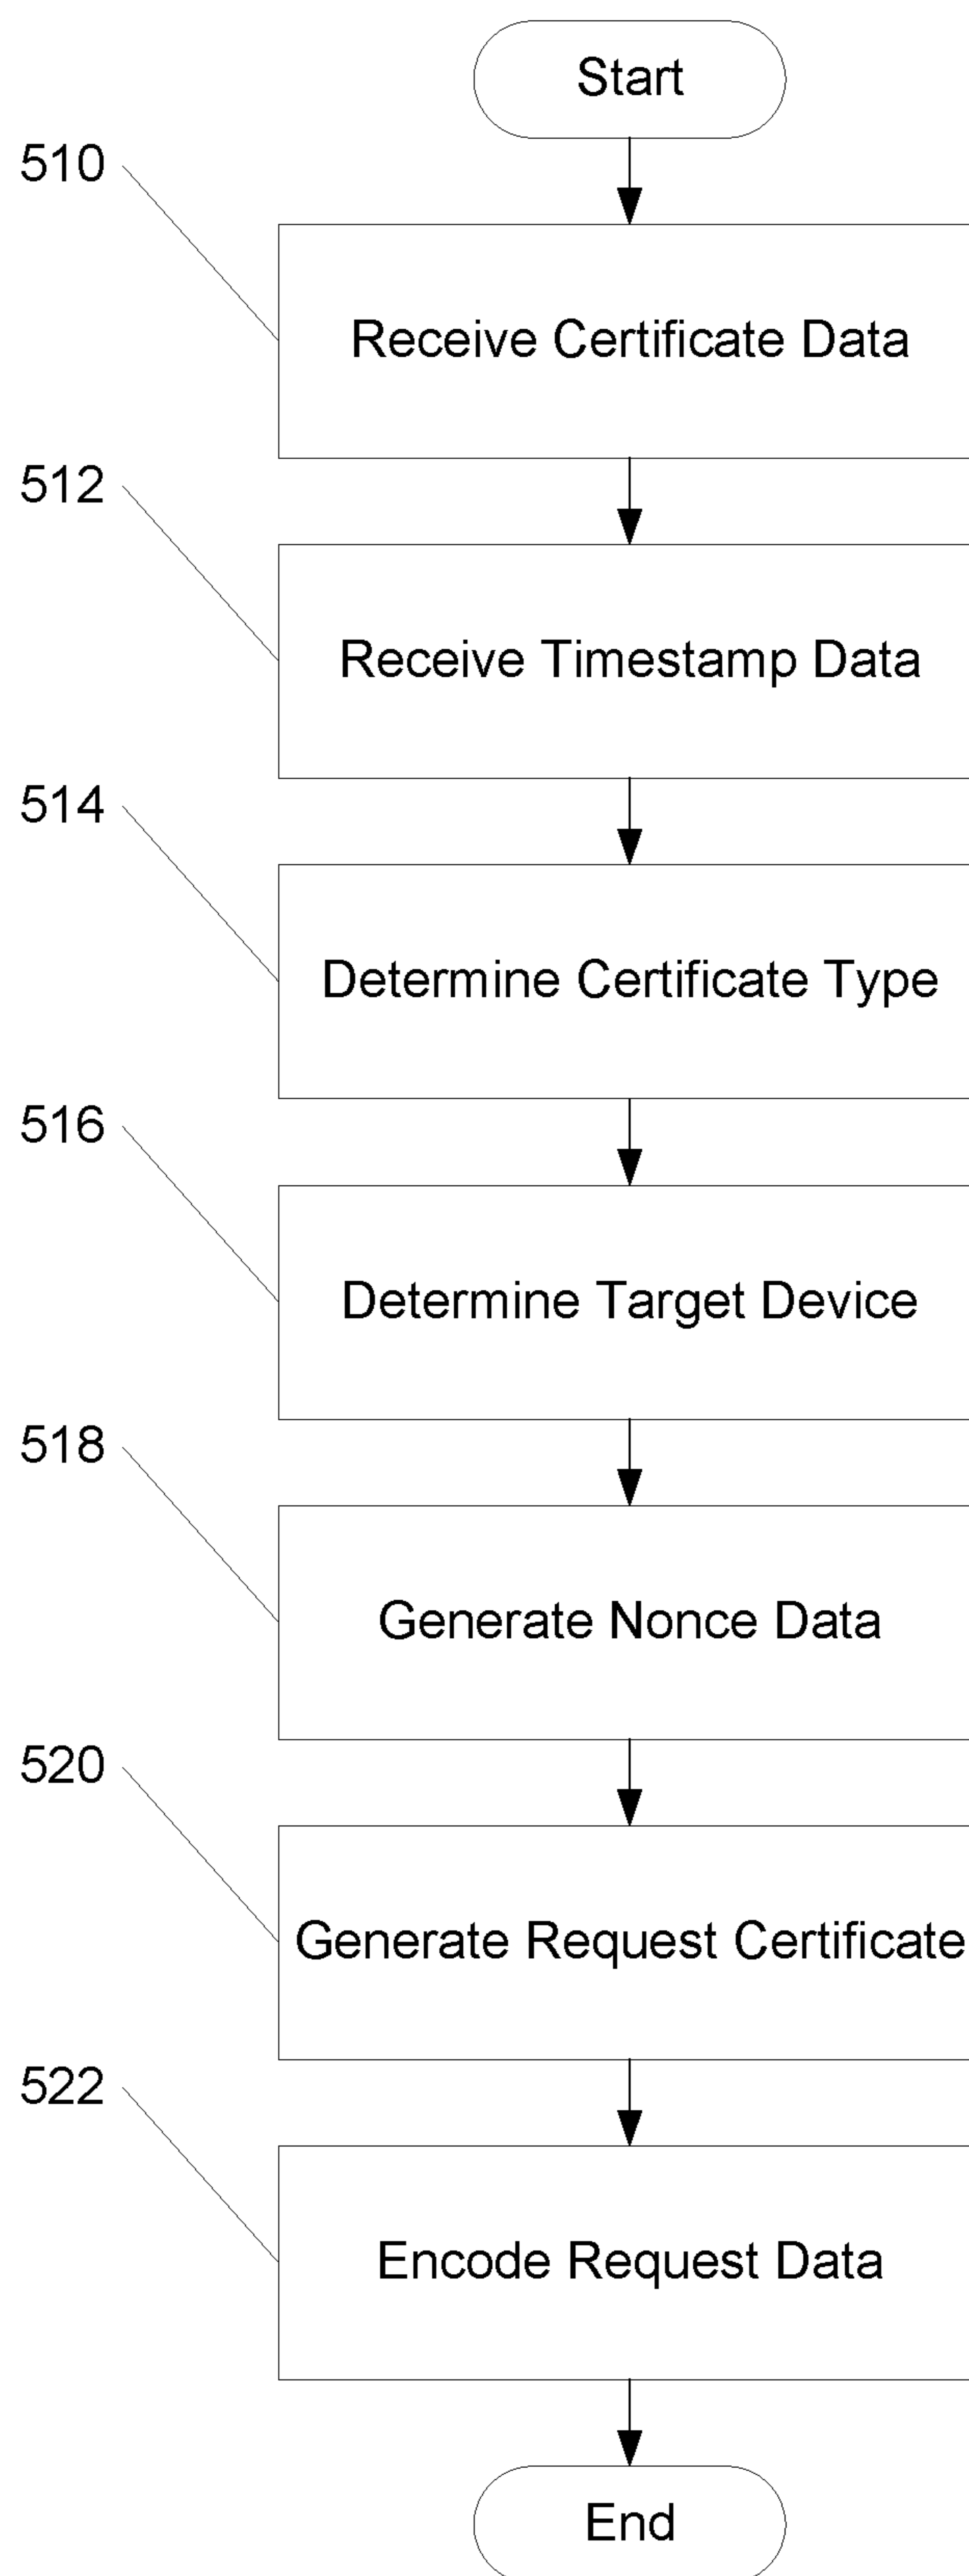 Start
510
Receive Certificate Data
512
Receive Timestamp Data
514
Determine Certificate Type
516
Determine Target Device
518
Generate Nonce Data
520
Generate Request Certificate
522
Encode Request Data
End